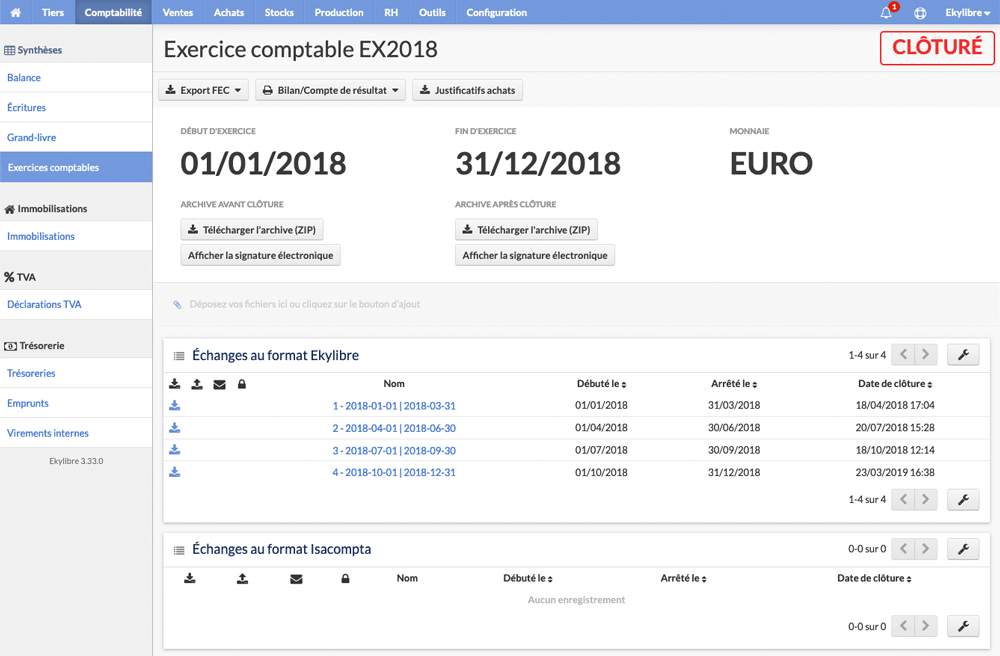 Tiers Comptabilité Ventes Achats Stocks Production RH Outils Configuration 1 Ekylibre
Synthèses
Balance
Écritures
Grand-livre
Exercices comptables
Immobilisations
Immobilisations
TVA
Déclarations TVA
Trésorerie
Trésoreries
Emprunts
Virements internes
Ekylibre 3.33.0
Exercice comptable EX2018
CLÔTURÉ
Export FEC Bilan/Compte de résultat Justificatifs achats
DÉBUT D'EXERCICE FIN D'EXERCICE MONNAIE
01/01/2018 31/12/2018 EURO
ARCHIVE AVANT CLÔTURE ARCHIVE APRÈS CLÔTURE
Télécharger l'archive (ZIP) Télécharger l'archive (ZIP)
Afficher la signature électronique Afficher la signature électronique
Déposez vos fichiers ici ou cliquez sur le bouton d'ajout
Échanges au format Ekylibre 1-4 sur 4
Nom Débuté le Arrêté le Date de clôture
1 - 2018-01-01 | 2018-03-31 01/01/2018 31/03/2018 18/04/2018 17:04
2 - 2018-04-01 | 2018-06-30 01/04/2018 30/06/2018 20/07/2018 15:28
3 - 2018-07-01 | 2018-09-30 01/07/2018 30/09/2018 18/10/2018 12:14
4 - 2018-10-01 | 2018-12-31 01/10/2018 31/12/2018 23/03/2019 16:38
1-4 sur 4
Échanges au format Isacompta 0-0 sur 0
Nom Débuté le Arrêté le Date de clôture
Aucun enregistrement
0-0 sur 0